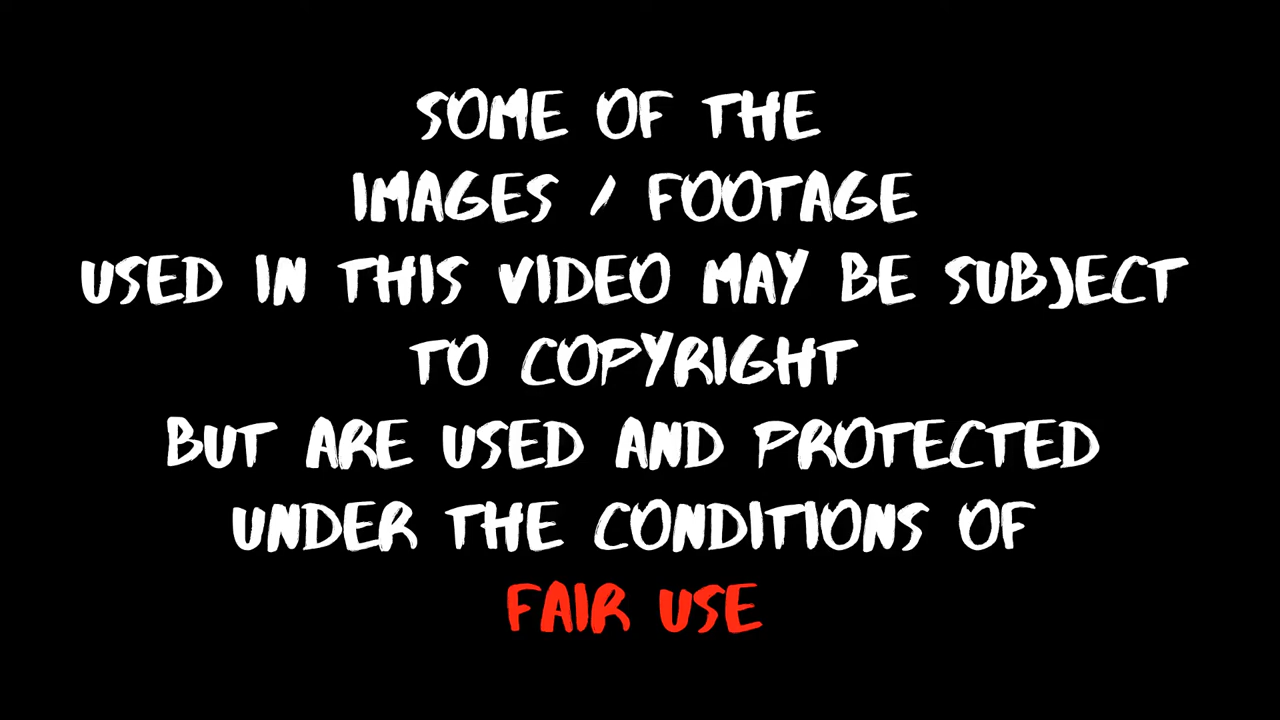 SOME OF THE
IMAGES / FOOTAGE
USED IN THIS VIDEO MAY BE SUBJECT
TO COPYRIGHT
BUT ARE USED AND PROTECTED
UNDER THE CONDITIONS OF
FAIR USE